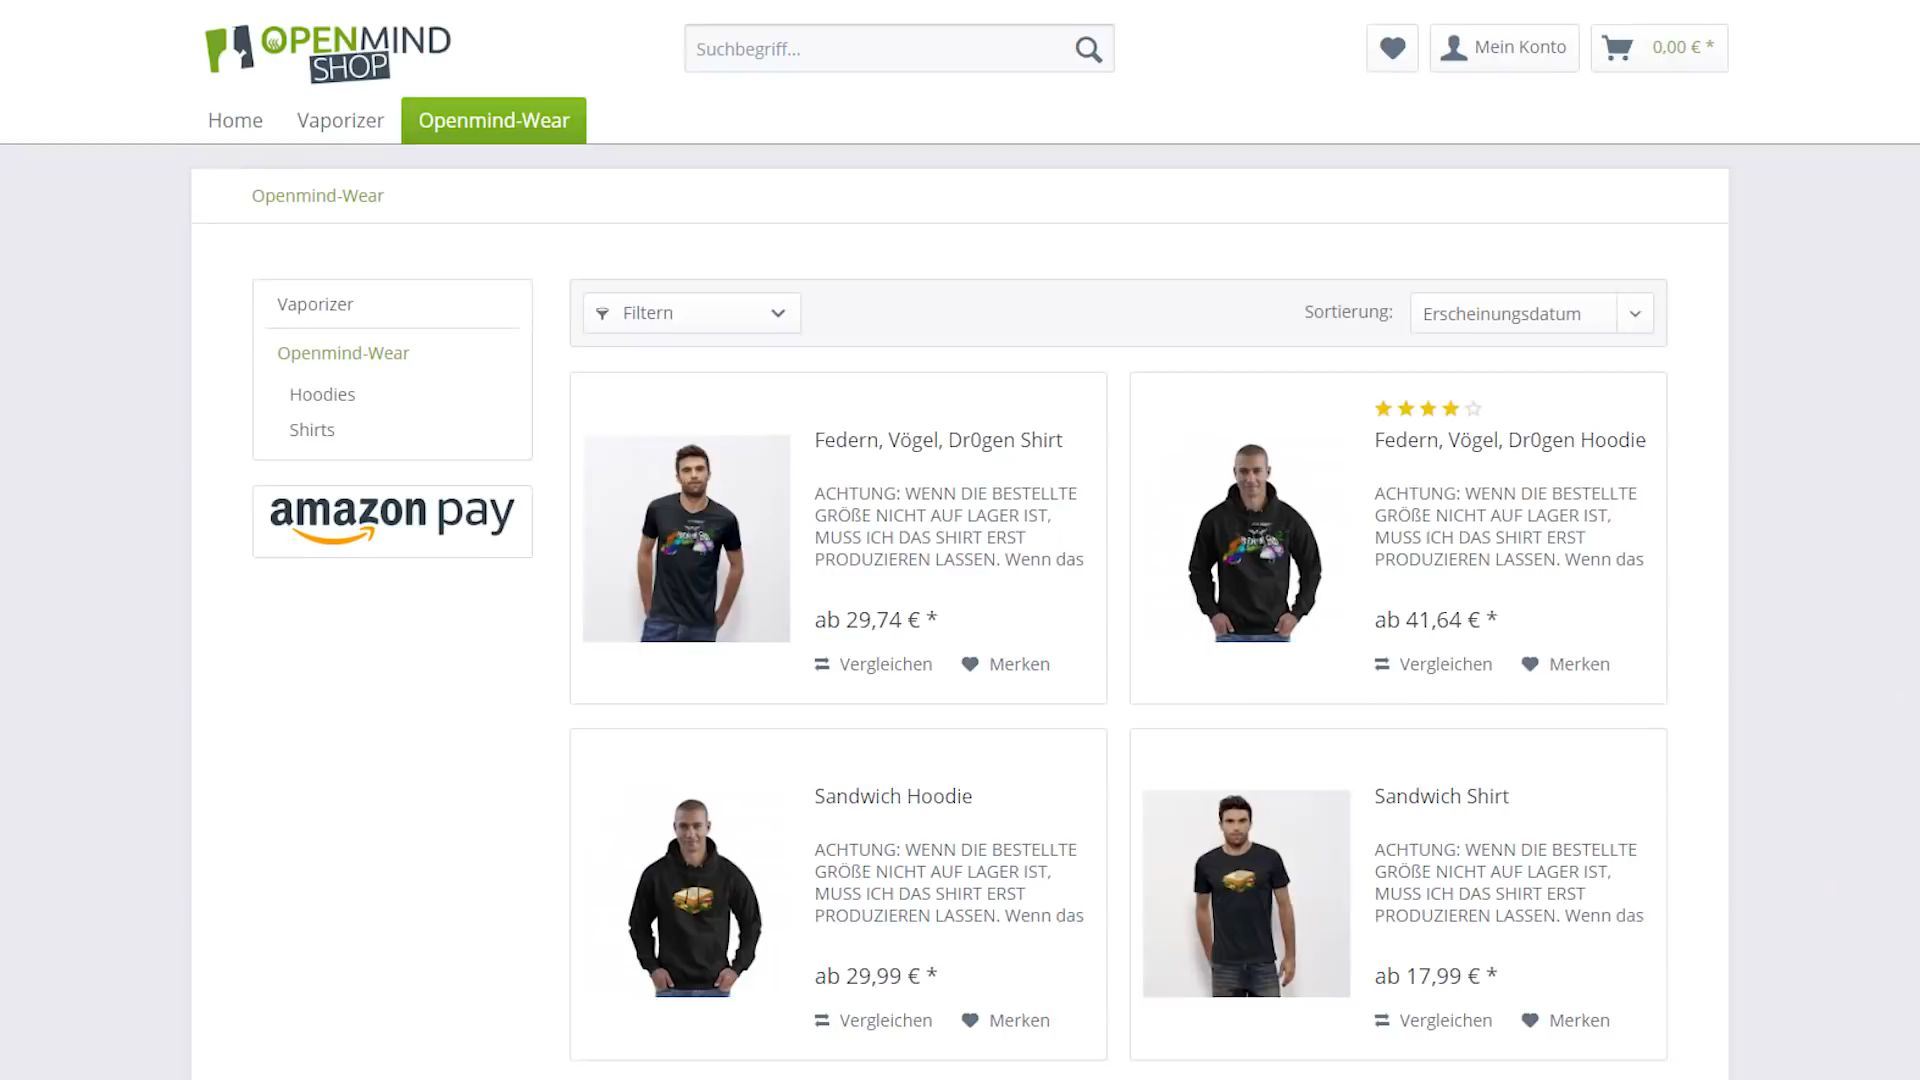 OPENMIND
SHOP
Suchbegriff...
Mein Konto
0,00 € *
Home
Vaporizer
Openmind-Wear
Openmind-Wear
Vaporizer
Openmind-Wear
Hoodies
Shirts
amazon pay
Filtern
Sortierung:
Erscheinungsdatum
Federn, Vögel, Dr0gen Shirt
ACHTUNG: WENN DIE BESTELLTE
GRÖßE NICHT AUF LAGER IST,
MUSS ICH DAS SHIRT ERST
PRODUZIEREN LASSEN. Wenn das
ab 29,74 € *
Vergleichen
Merken
Federn, Vögel, Dr0gen Hoodie
ACHTUNG: WENN DIE BESTELLTE
GRÖßE NICHT AUF LAGER IST,
MUSS ICH DAS SHIRT ERST
PRODUZIEREN LASSEN. Wenn das
ab 41,64 € *
Vergleichen
Merken
Sandwich Hoodie
ACHTUNG: WENN DIE BESTELLTE
GRÖßE NICHT AUF LAGER IST,
MUSS ICH DAS SHIRT ERST
PRODUZIEREN LASSEN. Wenn das
ab 29,99 € *
Vergleichen
Merken
Sandwich Shirt
ACHTUNG: WENN DIE BESTELLTE
GRÖßE NICHT AUF LAGER IST,
MUSS ICH DAS SHIRT ERST
PRODUZIEREN LASSEN. Wenn das
ab 17,99 € *
Vergleichen
Merken